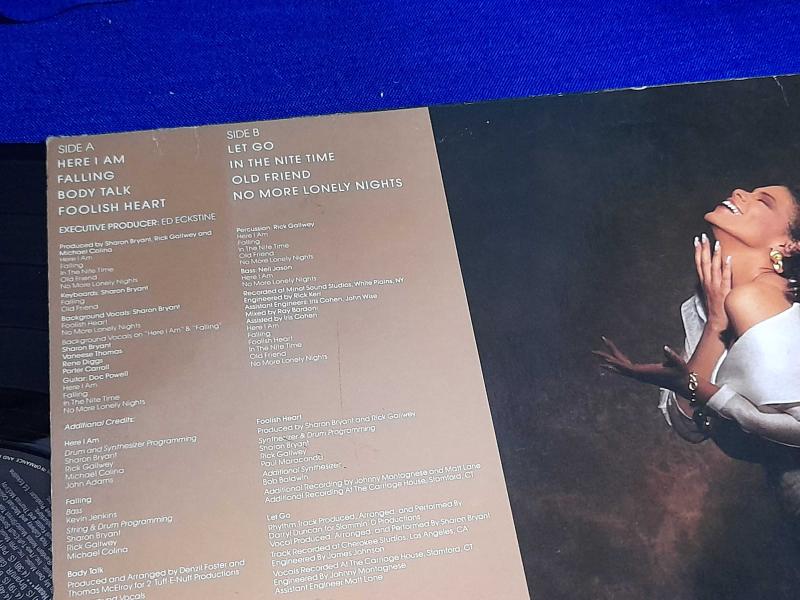 SIDE A
HERE I AM
FALLING
BODY TALK
FOOLISH HEART
EXECUTIVE PRODUCER: ED ECKSTINE
Produced by Sharon Bryant, Rick Gallwey and
Michael Colina
Here I Am
Falling
In The Nite Time
Old Friend
No More Lonely Nights
Keyboards: Sharon Bryant
Falling
Old Friend
Background Vocals: Sharon Bryant
Foolish Heart
No More Lonely Nights
Background Vocals on "Here I Am" & "Falling"
Sharon Bryant
Vaneese Thomas
Rene Diggs
Porter Carroll
Guitar: Doc Powell
Here I Am
Falling
In The Nite Time
No More Lonely Nights
Additional Credits:
Here I Am
Drum and Synthesizer Programming
Sharon Bryant
Rick Gallwey
Michael Colina
John Adams
Falling
Bass
Kevin Jenkins
String & Drum Programming
Sharon Bryant
Rick Gallwey
Michael Colina
Body Talk
Produced and Arranged by Denzil Foster and
Thomas McElroy for 2 Tuff-E-Nuff Productions
Vocals
SIDE B
LET GO
IN THE NITE TIME
OLD FRIEND
NO MORE LONELY NIGHTS
Percussion: Rick Gallwey
Here I Am
Falling
In The Nite Time
Old Friend
No More Lonely Nights
Bass: Neil Jason
Here I Am
No More Lonely Nights
Recorded at Minot Sound Studios, White Plains, NY
Engineered by Rick Kerr
Assistant Engineers: Iris Cohen, John Wise
Mixed by Ray Bardani
Assisted by Iris Cohen
Here I Am
Falling
Foolish Heart
In The Nite Time
Old Friend
No More Lonely Nights
Foolish Heart
Produced by Sharon Bryant and Rick Gallwey
Synthesizer & Drum Programming
Sharon Bryant
Rick Gallwey
Paul Maracandu
Additional Synthesizer
Bob Baldwin
Additional Recording by Johnny Montagnese and Matt Lane
Additional Recording At The Carriage House, Stamford, CT
Let Go
Rhythm Track Produced, Arranged, and Performed By
Darryl Duncan for Slammin' D Productions
Vocal Produced, Arranged, and Performed By Sharon Bryant
Track Recorded at Cherokee Studios, Los Angeles, CA
Engineered By James Johnson
Vocals Recorded At The Carriage House, Stamford, CT
Engineered By Johnny Montagnese
Assistant Engineer Matt Lane